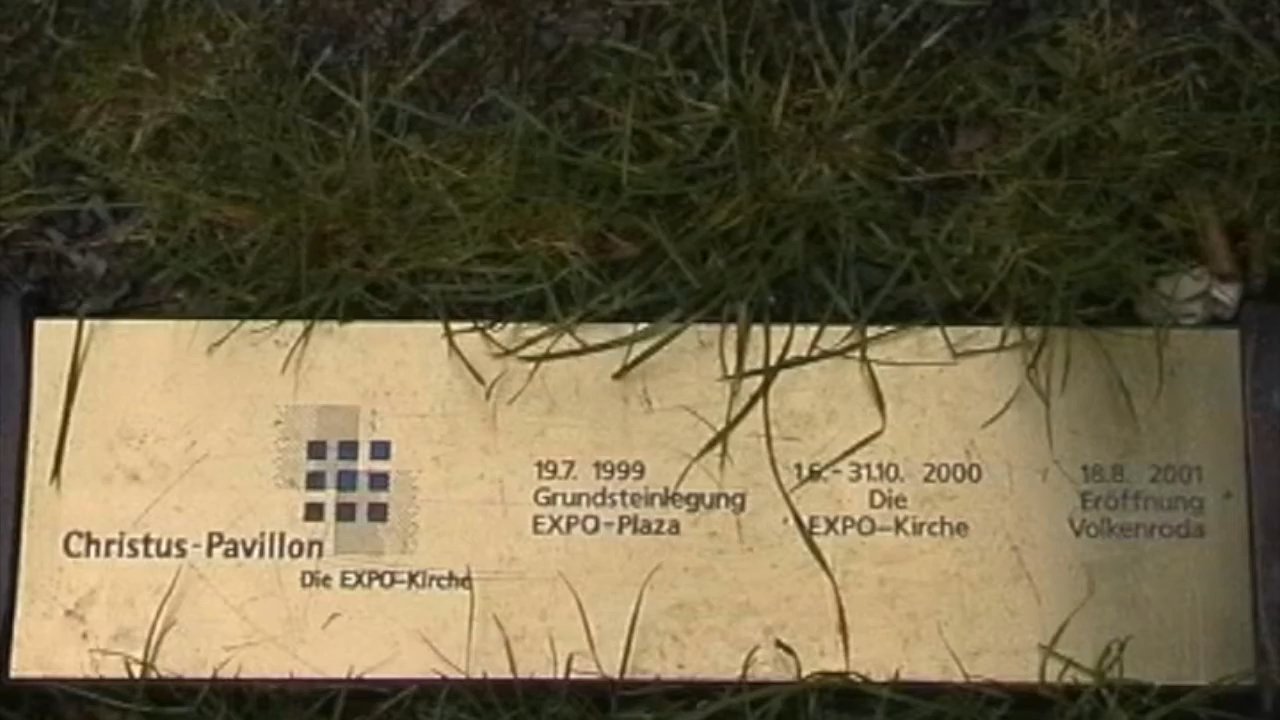 Christus-Pavillon
Die EXPO-Kirche
19.7. 1999
Grundsteinlegung
EXPO-Plaza
1.6.-31.10. 2000
Die
EXPO-Kirche
18.8. 2001
Eröffnung
Volkenroda